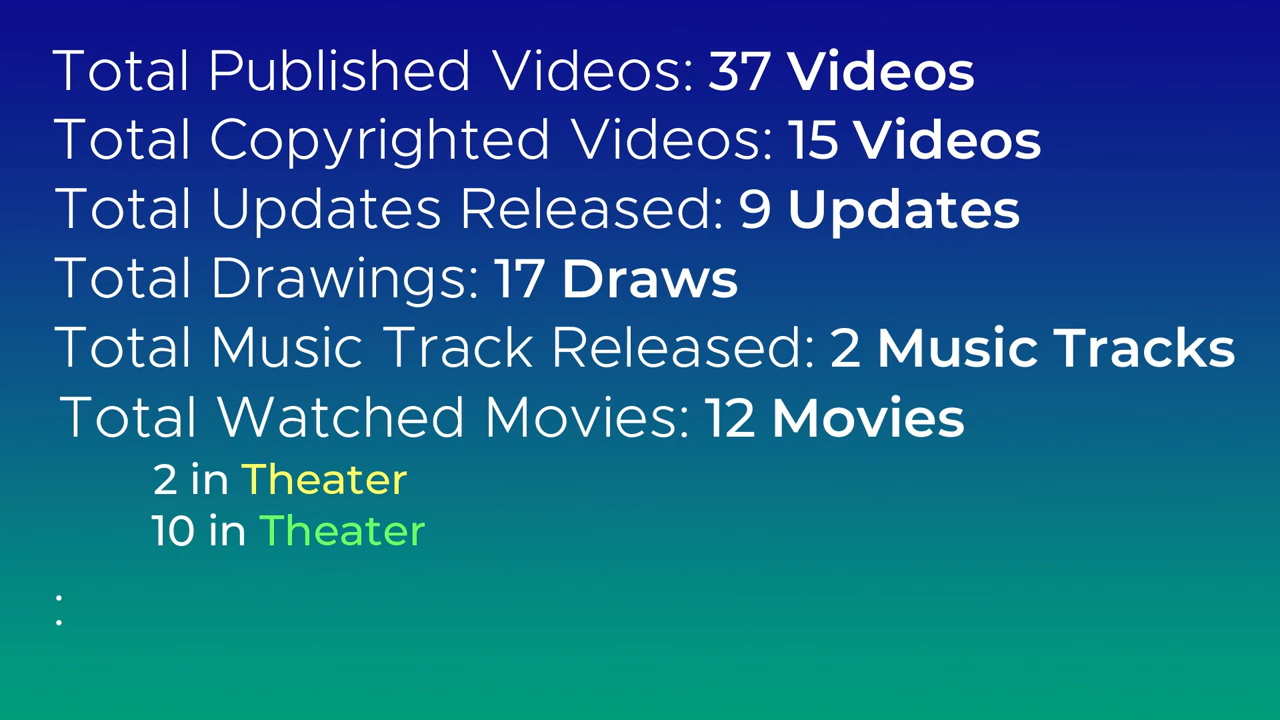 Total Published Videos: 37 Videos
Total Copyrighted Videos: 15 Videos
Total Updates Released: 9 Updates
Total Drawings: 17 Draws
Total Music Track Released: 2 Music Tracks
Total Watched Movies: 12 Movies
2 in Theater
10 in Theater
: